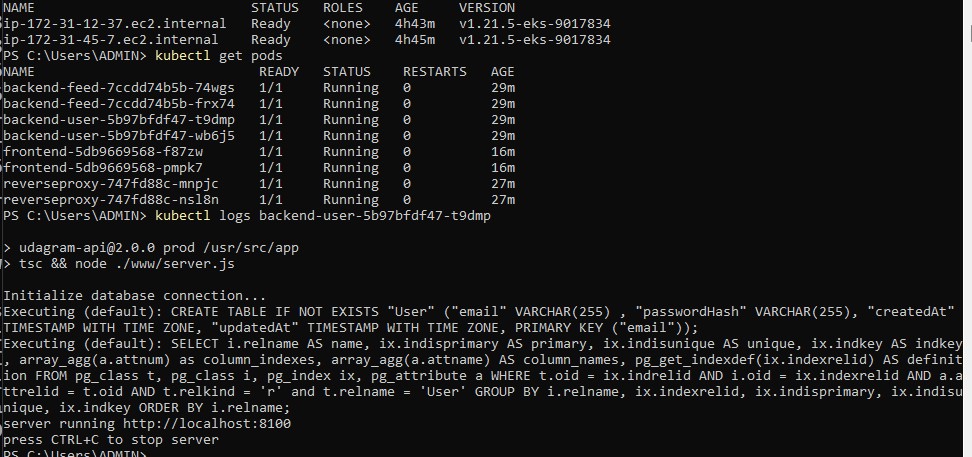 NAME STATUS ROLES AGE VERSION
ip-172-31-12-37.ec2.internal Ready <none> 4h43m v1.21.5-eks-9017834
ip-172-31-45-7.ec2.internal Ready <none> 4h45m v1.21.5-eks-9017834
PS C:\Users\ADMIN> kubectl get pods
NAME READY STATUS RESTARTS AGE
backend-feed-7ccdd74b5b-74wgs 1/1 Running 0 29m
backend-feed-7ccdd74b5b-frx74 1/1 Running 0 29m
backend-user-5b97bfdf47-t9dmp 1/1 Running 0 29m
backend-user-5b97bfdf47-wb6j5 1/1 Running 0 29m
frontend-5db9669568-f87zw 1/1 Running 0 16m
frontend-5db9669568-pmpk7 1/1 Running 0 16m
reverseproxy-747fd88c-mnpjc 1/1 Running 0 27m
reverseproxy-747fd88c-nsl8n 1/1 Running 0 27m
PS C:\Users\ADMIN> kubectl logs backend-user-5b97bfdf47-t9dmp
> udagram-api@2.0.0 prod /usr/src/app
> tsc && node ./www/server.js
Initialize database connection...
Executing (default): CREATE TABLE IF NOT EXISTS "User" ("email" VARCHAR(255) , "passwordHash" VARCHAR(255), "createdAt"
TIMESTAMP WITH TIME ZONE, "updatedAt" TIMESTAMP WITH TIME ZONE, PRIMARY KEY ("email"));
Executing (default): SELECT i.relname AS name, ix.indisprimary AS primary, ix.indisunique AS unique, ix.indkey AS indkey
, array_agg(a.attnum) as column_indexes, array_agg(a.attname) AS column_names, pg_get_indexdef(ix.indexrelid) AS definit
ion FROM pg_class t, pg_class i, pg_index ix, pg_attribute a WHERE t.oid = ix.indrelid AND i.oid = ix.indexrelid AND a.a
ttrelid = t.oid AND t.relkind = 'r' and t.relname = 'User' GROUP BY i.relname, ix.indexrelid, ix.indisprimary, ix.indisu
nique, ix.indkey ORDER BY i.relname;
server running http://localhost:8100
press CTRL+C to stop server
PS C:\Users\ADMIN>